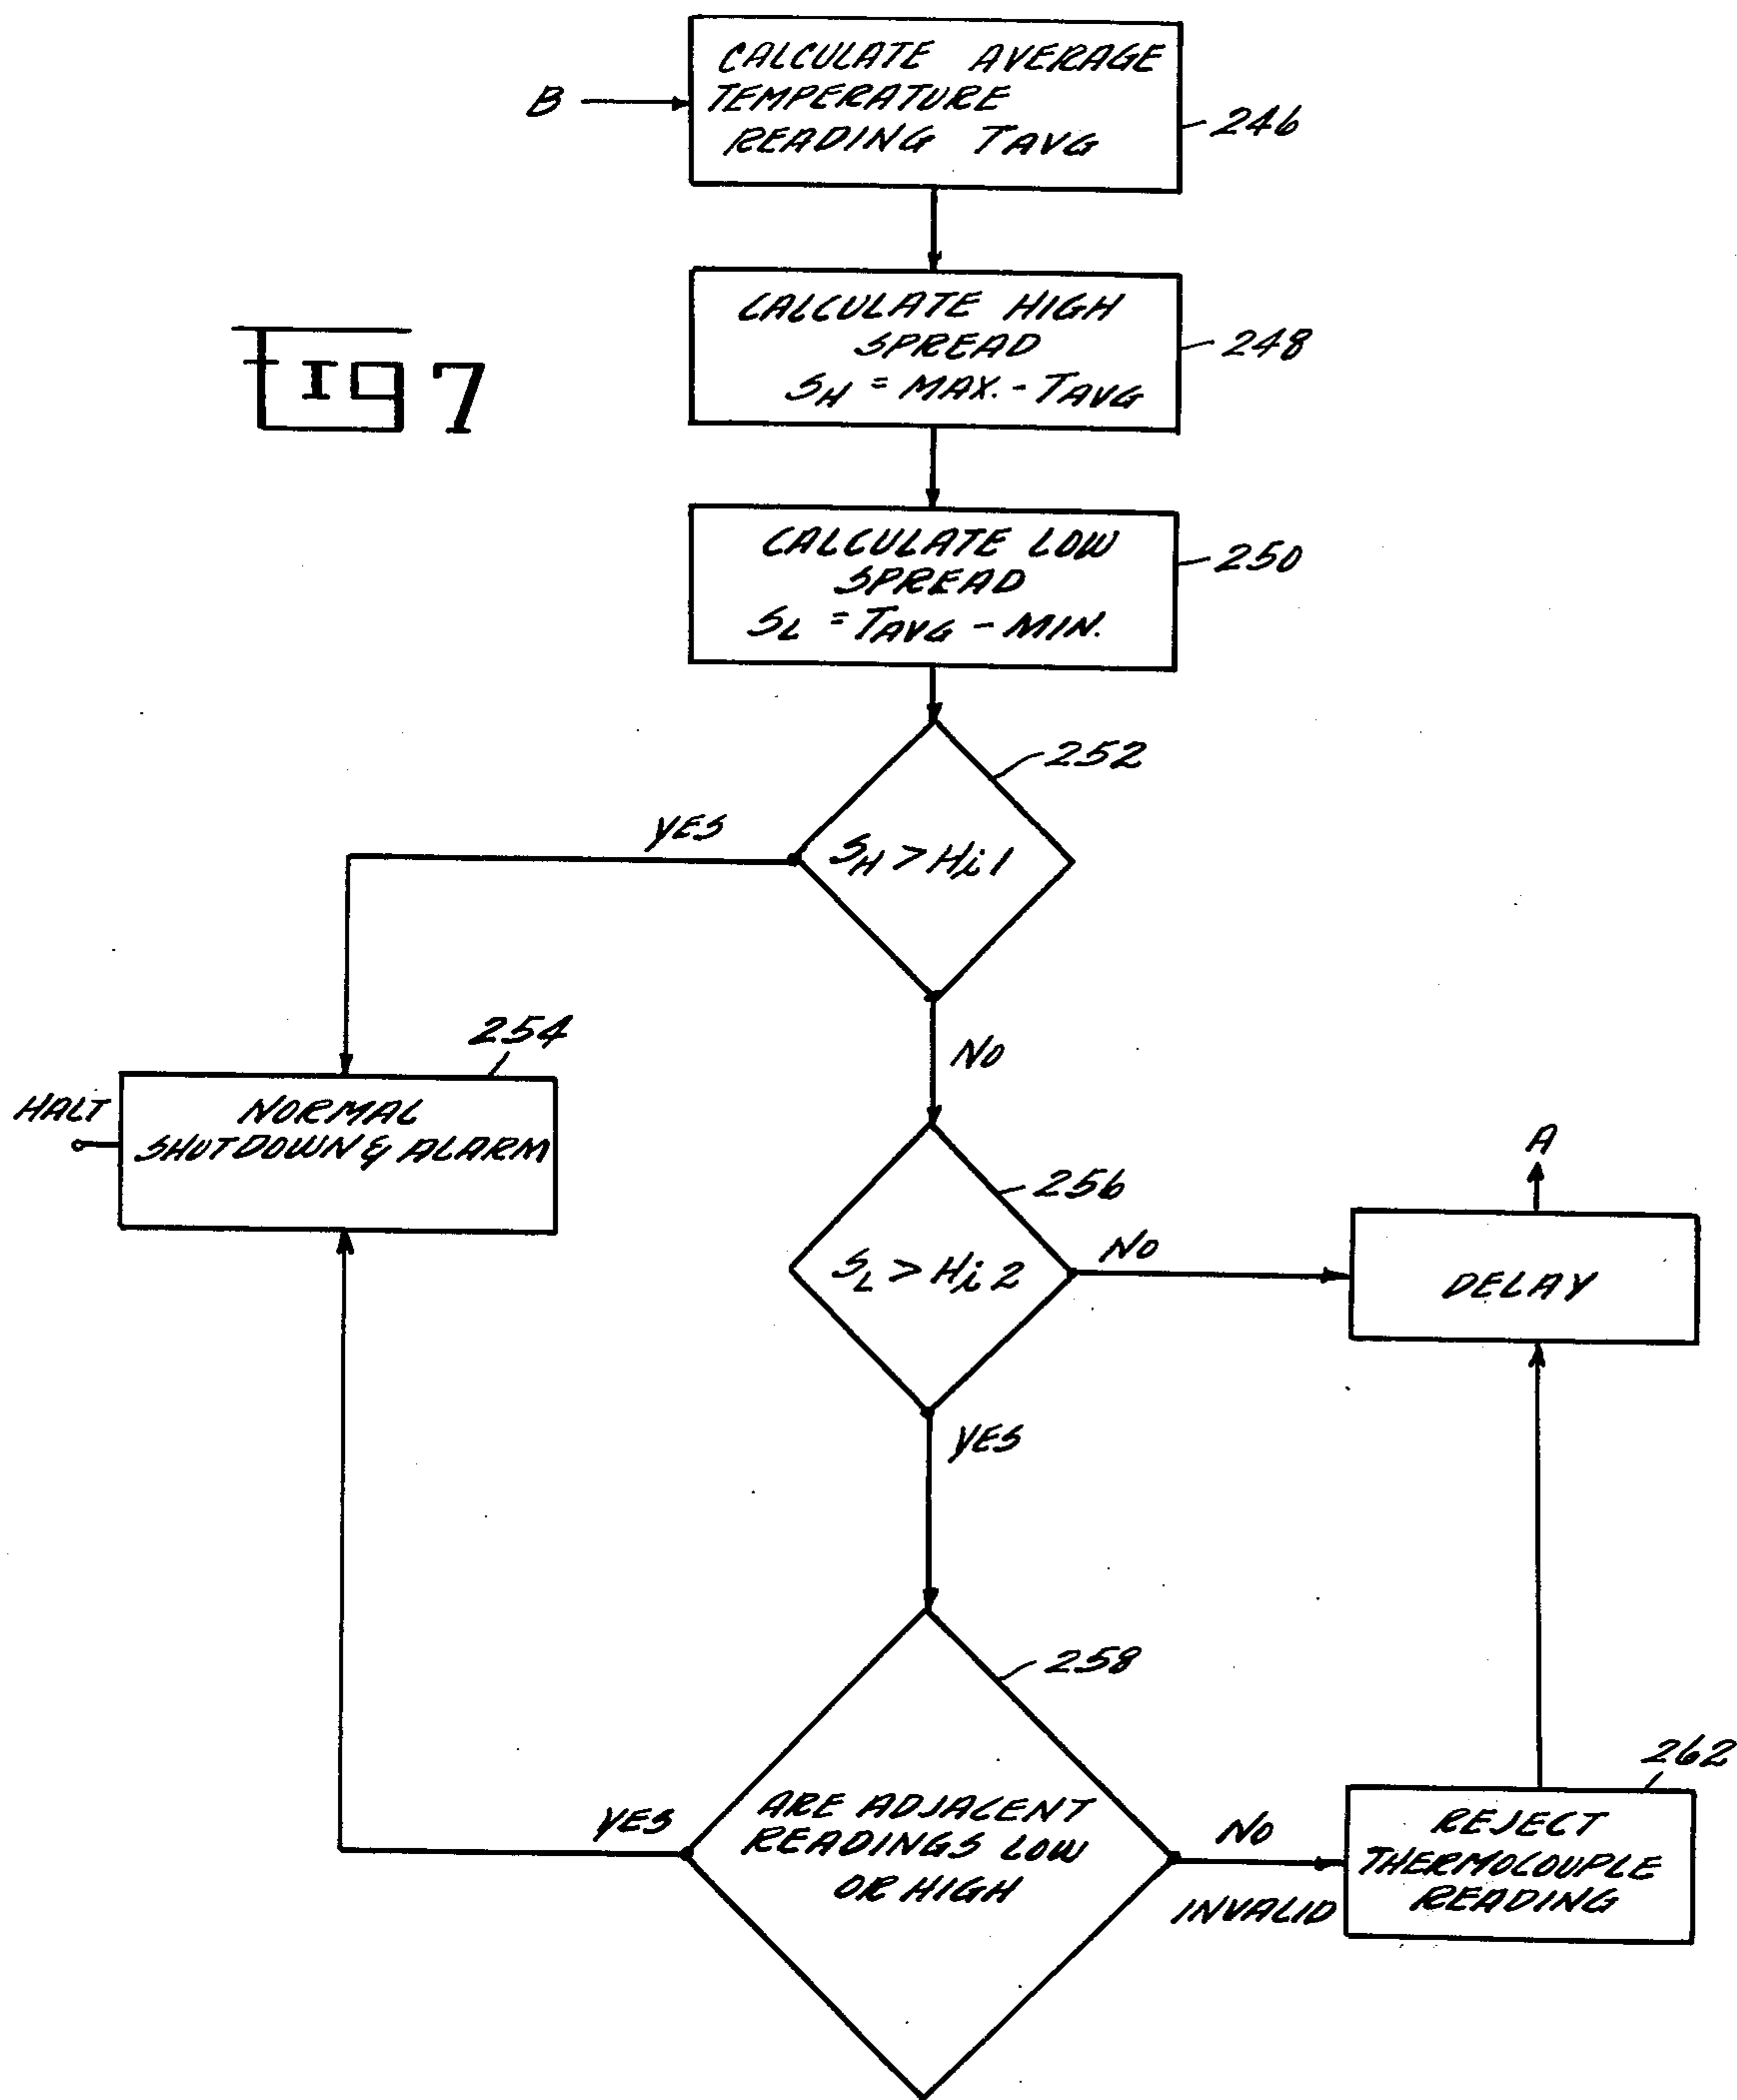 CALCULATE AVERAGE
TEMPERATURE
READING TAVG
B
246
CALCULATE HIGH
SPREAD
SH = MAX. - TAVG
248
Fig 7
CALCULATE LOW
SPREAD
SL = TAVG - MIN.
250
252
YES
SH > Hi 1
NO
254
HALT
NORMAL
SHUTDOWN & ALARM
256
A
SL > Hi 2
NO
DELAY
YES
258
262
ARE ADJACENT
READINGS LOW
OR HIGH
YES
NO
INVALID
REJECT
THERMOCOUPLE
READING